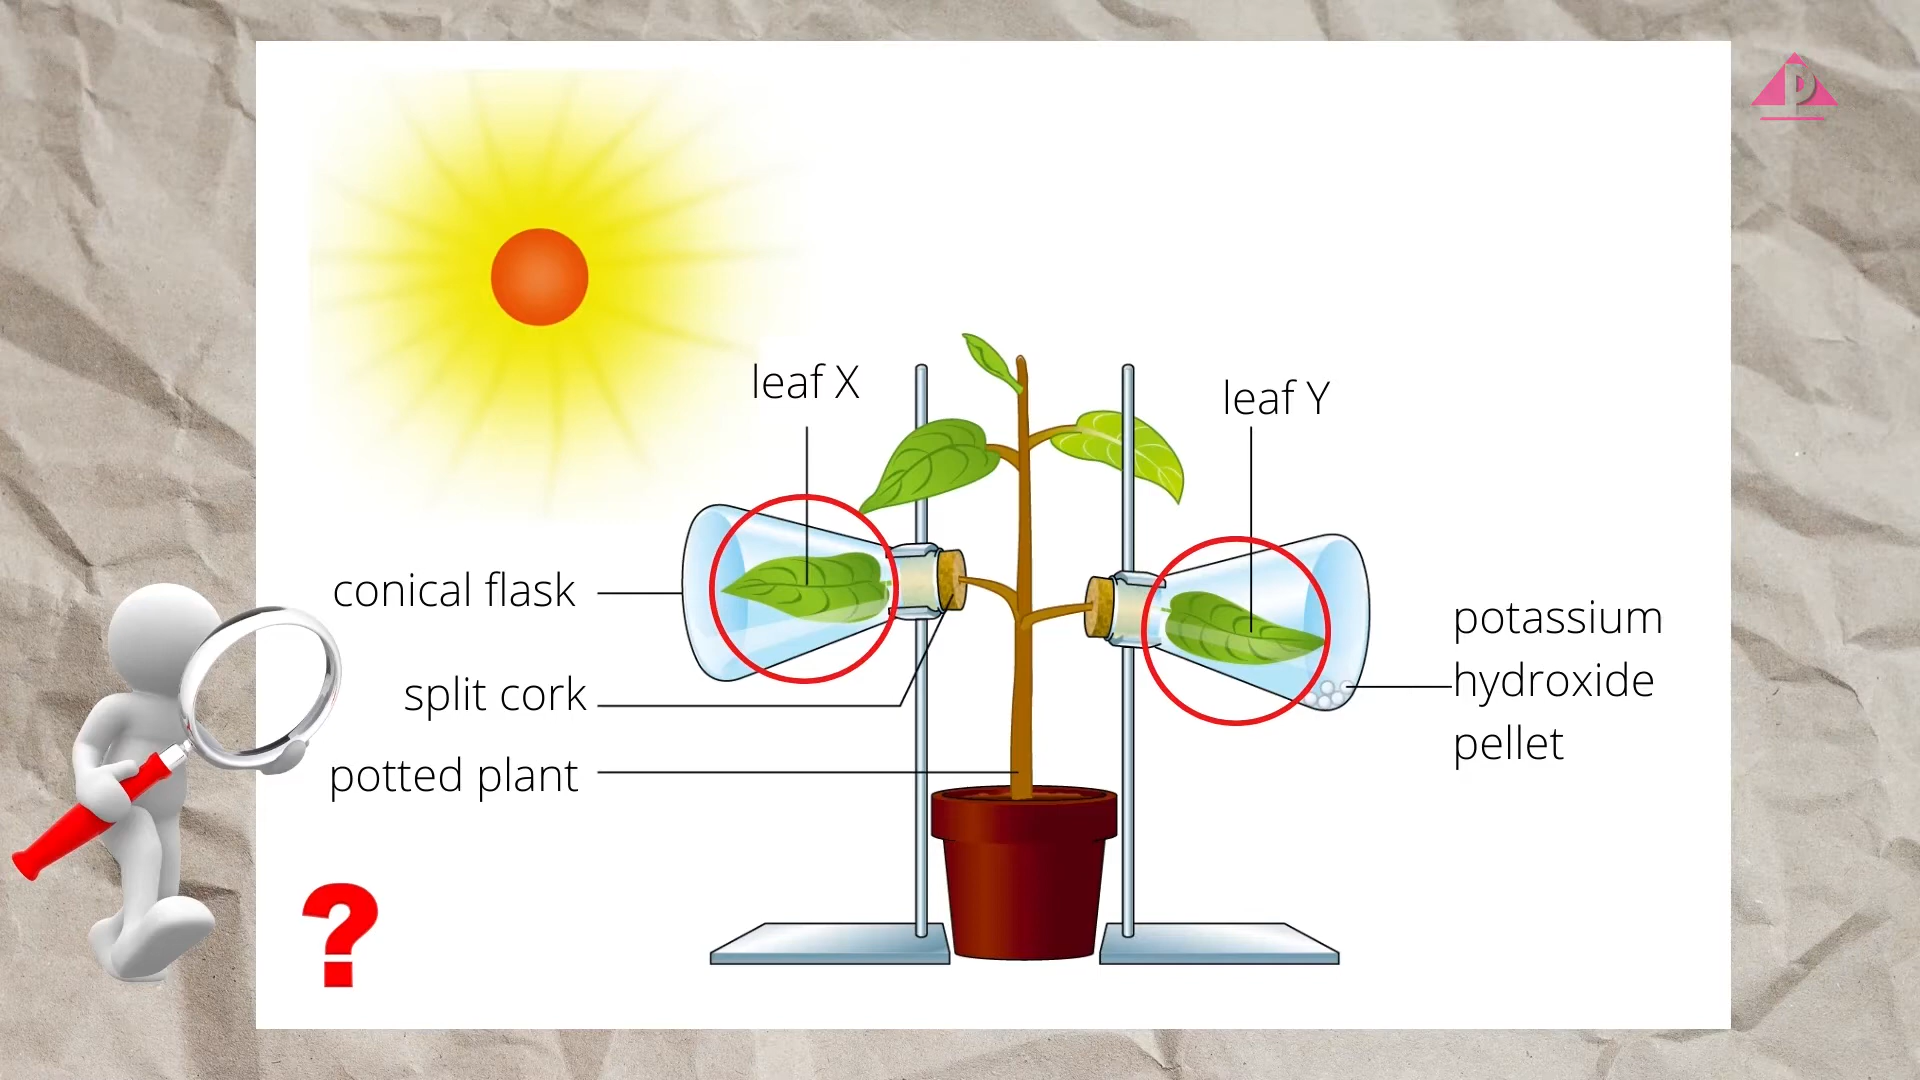 leaf X
leaf Y
conical flask
split cork
potted plant
potassium
hydroxide
pellet
?
P